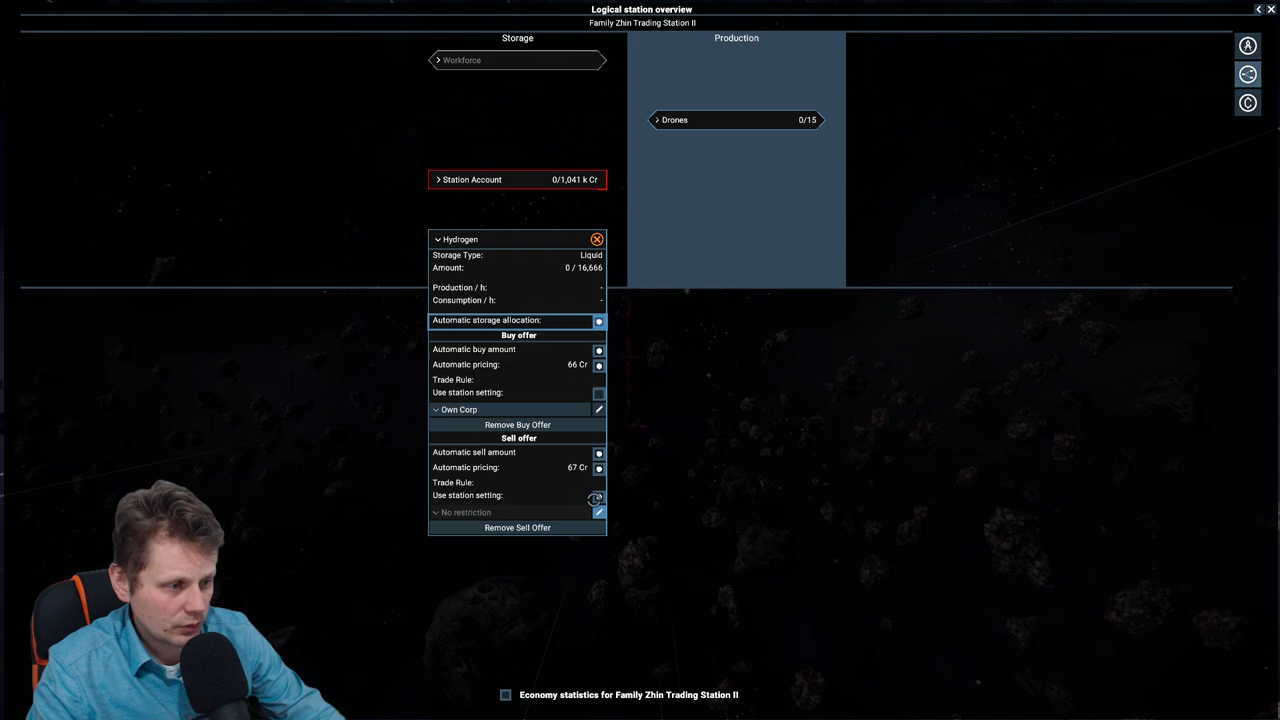 Logical station overview
Family Zhin Trading Station II
Storage
Production
Workforce
Drones 0/15
Station Account 0/1,041 k Cr
Hydrogen
Storage Type: Liquid
Amount: 0 / 16,666
Production / h: -
Consumption / h: -
Automatic storage allocation:
Buy offer
Automatic buy amount
Automatic pricing: 66 Cr
Trade Rule:
Use station setting:
Own Corp
Remove Buy Offer
Sell offer
Automatic sell amount
Automatic pricing: 67 Cr
Trade Rule:
Use station setting:
No restriction
Remove Sell Offer
Economy statistics for Family Zhin Trading Station II